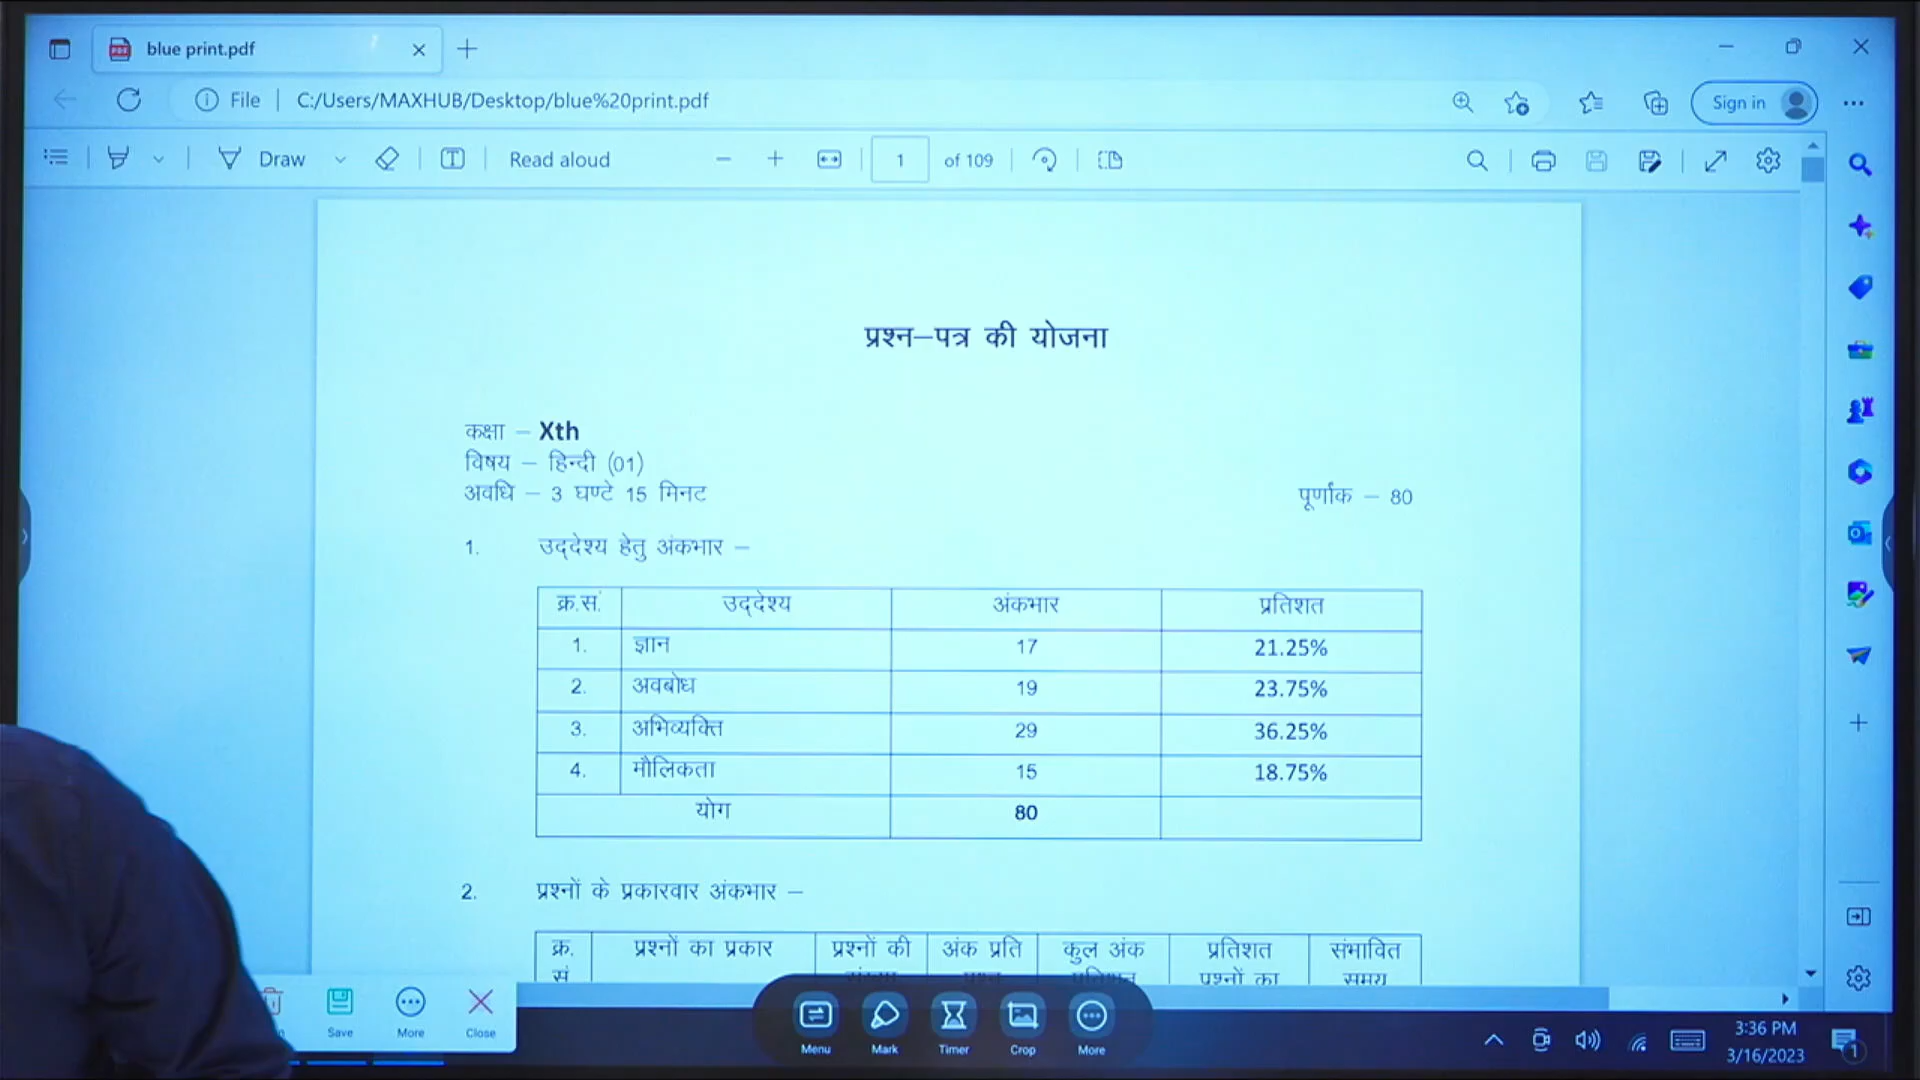 blue print.pdf
File
C:/Users/MAXHUB/Desktop/blue%20print.pdf
Sign in
Draw
Read aloud
1 of 109
प्रश्न–पत्र की योजना
कक्षा – Xth
विषय – हिन्दी (01)
अवधि – 3 घण्टे 15 मिनट
पूर्णांक – 80
1. उद्देश्य हेतु अंकभार –
क्र.सं. उद्देश्य अंकभार प्रतिशत
1. ज्ञान 17 21.25%
2. अवबोध 19 23.75%
3. अभिव्यक्ति 29 36.25%
4. मौलिकता 15 18.75%
योग 80
2. प्रश्नों के प्रकारवार अंकभार –
क्र. प्रश्नों का प्रकार प्रश्नों की अंक प्रति कुल अंक प्रतिशत संभावित
सं प्रश्नों का समय
Save More Close
Menu Mark Timer Crop More
3:36 PM
3/16/2023
1